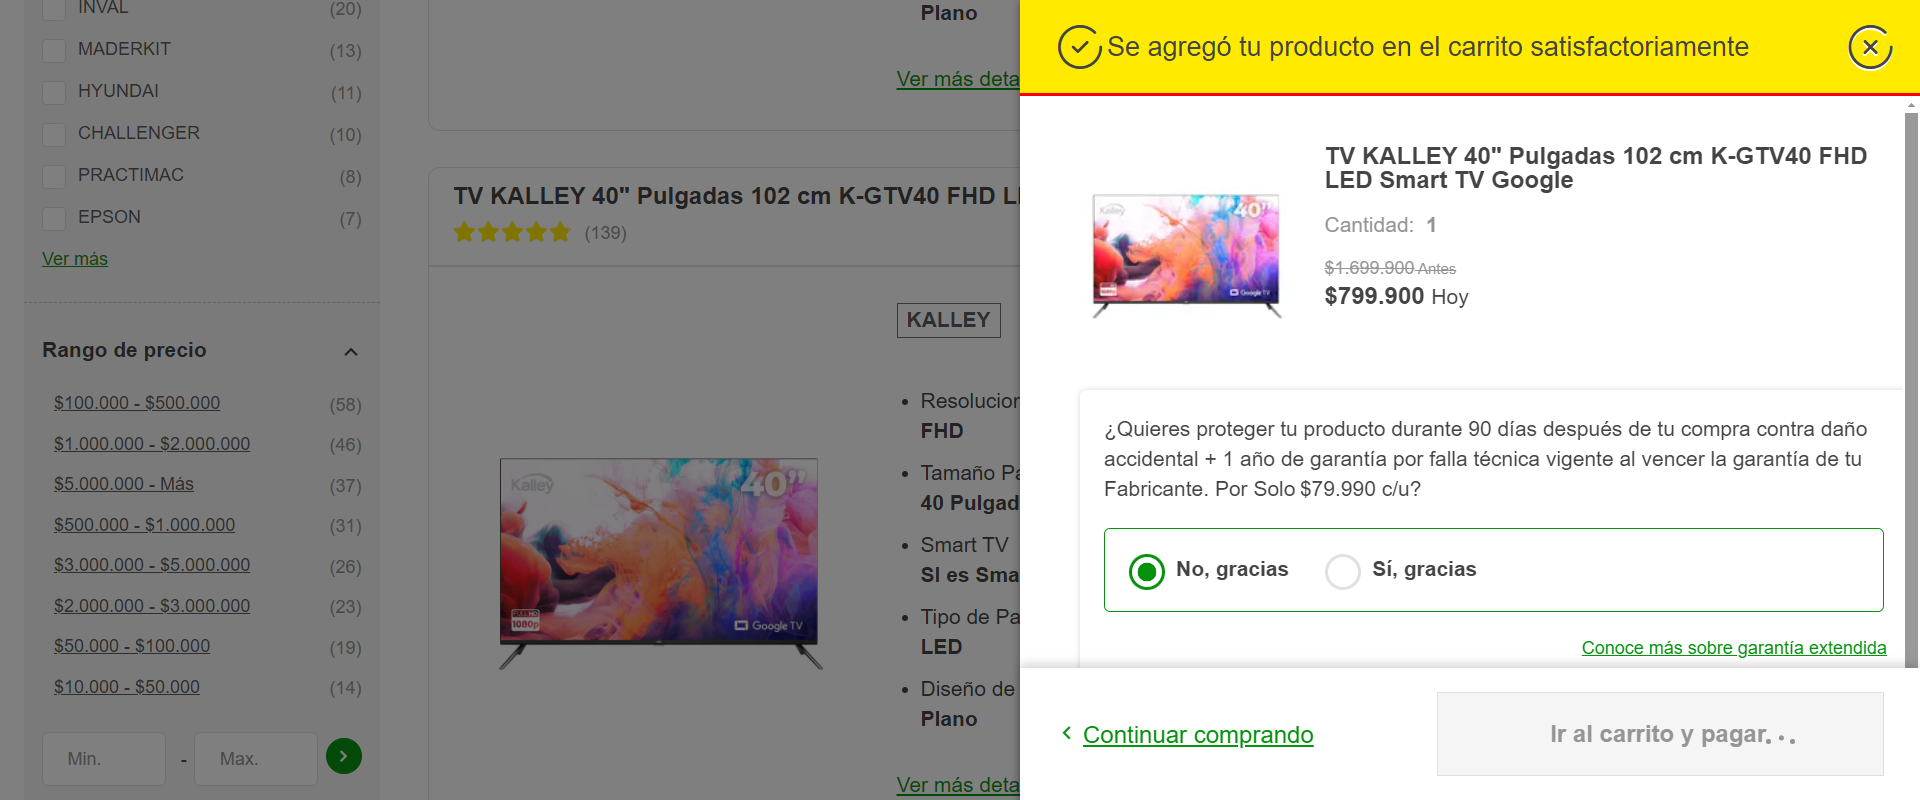 INVAL (20)
MADERKIT (13)
HYUNDAI (11)
CHALLENGER (10)
PRACTIMAC (8)
EPSON (7)
Ver más
Rango de precio
$100.000 - $500.000 (58)
$1.000.000 - $2.000.000 (46)
$5.000.000 - Más (37)
$500.000 - $1.000.000 (31)
$3.000.000 - $5.000.000 (26)
$2.000.000 - $3.000.000 (23)
$50.000 - $100.000 (19)
$10.000 - $50.000 (14)
Min. - Max.
Plano
Ver más deta
TV KALLEY 40" Pulgadas 102 cm K-GTV40 FHD LI
(139)
KALLEY
Kalley
40”
FULL HD
1080p
Google TV
• Resolucior
FHD
• Tamaño Pa
40 Pulgad
• Smart TV
SI es Sma
• Tipo de Pa
LED
• Diseño de
Plano
Ver más deta
Se agregó tu producto en el carrito satisfactoriamente
Kalley
40”
1080p
Google TV
TV KALLEY 40" Pulgadas 102 cm K-GTV40 FHD
LED Smart TV Google
Cantidad: 1
$1.699.900 Antes
$799.900 Hoy
¿Quieres proteger tu producto durante 90 días después de tu compra contra daño
accidental + 1 año de garantía por falla técnica vigente al vencer la garantía de tu
Fabricante. Por Solo $79.990 c/u?
No, gracias
Sí, gracias
Conoce más sobre garantía extendida
Continuar comprando
Ir al carrito y pagar...